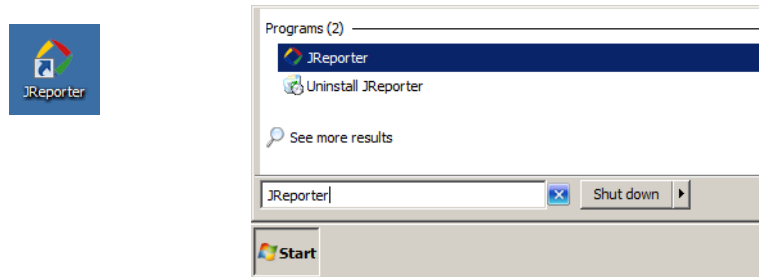 JReporter
Programs (2)
JReporter
Uninstall JReporter
See more results
JReporter
Shut down
Start